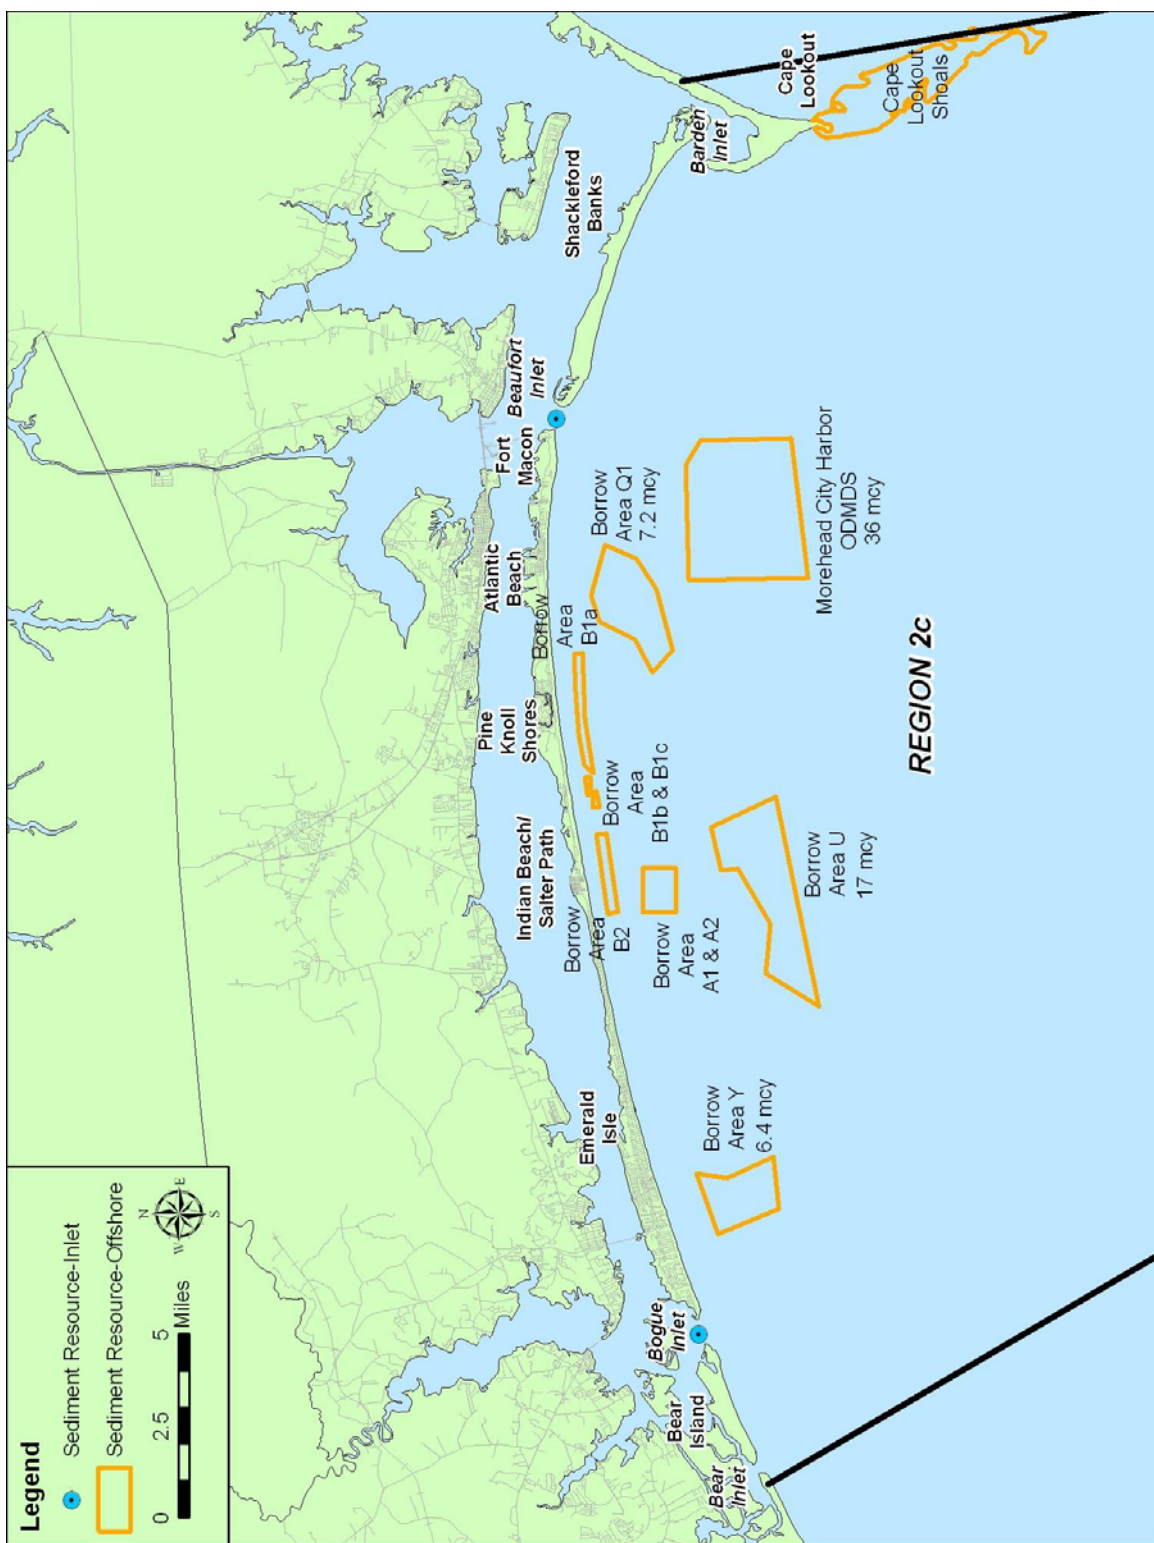 Legend
Sediment Resource-Inlet
Sediment Resource-Offshore
0 2.5 5
Miles
N
W E
S
Bear
Inlet
Bear
Island
Bogue
Inlet
Emerald
Isle
Indian Beach/
Salter Path
Pine
Knoll
Shores
Atlantic
Beach
Fort
Macon
Beaufort
Inlet
Shackleford
Banks
Barden
Inlet
Cape
Lookout
Cape
Lookout
Shoals
Borrow
Area Y
6.4 mcy
Borrow
Area
B2
Borrow
Area
A1 & A2
Borrow
Area
B1b & B1c
Borrow
Area
B1a
Borrow
Area U
17 mcy
Borrow
Area Q1
7.2 mcy
Morehead City Harbor
ODMDS
36 mcy
REGION 2c